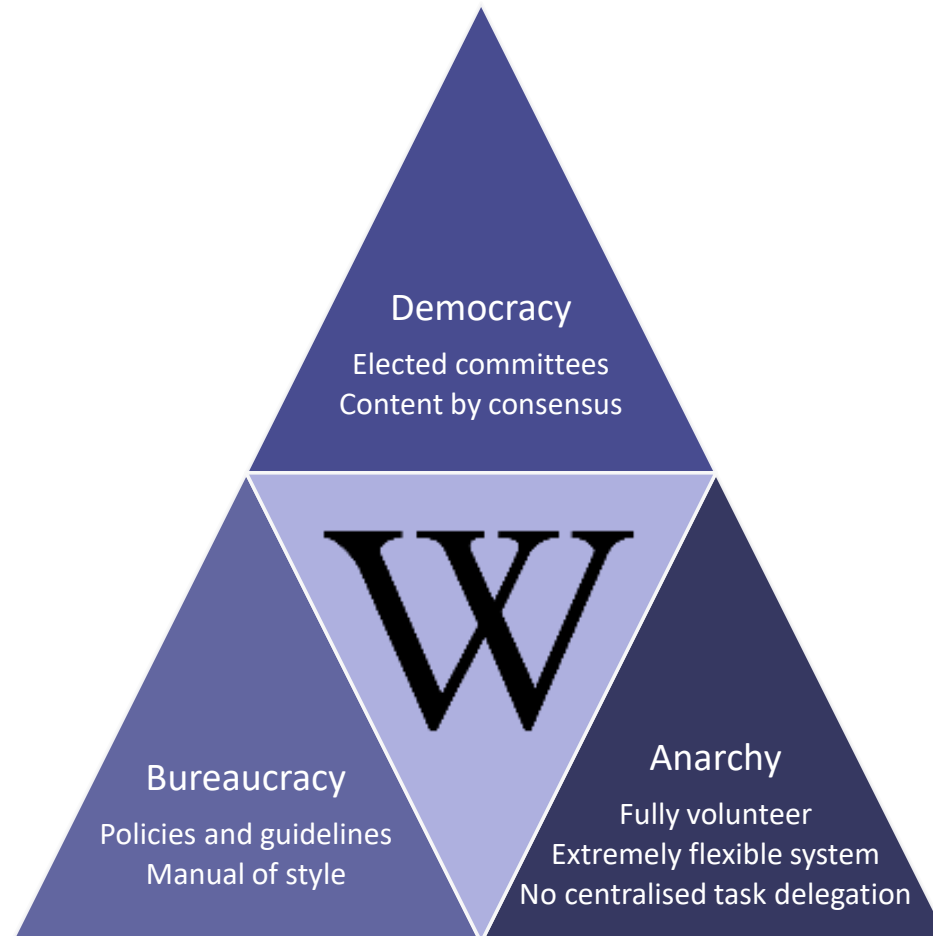 Democracy
Elected committees
Content by consensus
W
Bureaucracy
Policies and guidelines
Manual of style
Anarchy
Fully volunteer
Extremely flexible system
No centralised task delegation